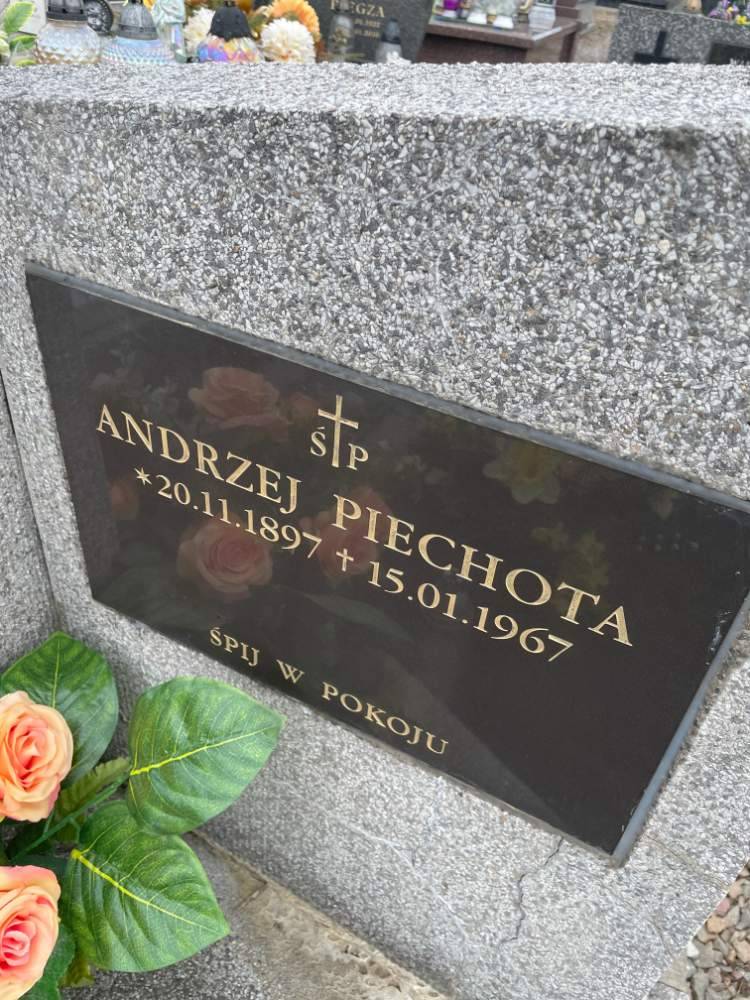 Ś P
ANDRZEJ PIECHOTA
*20.11.1897 +15.01.1967
ŚPIJ W POKOJU